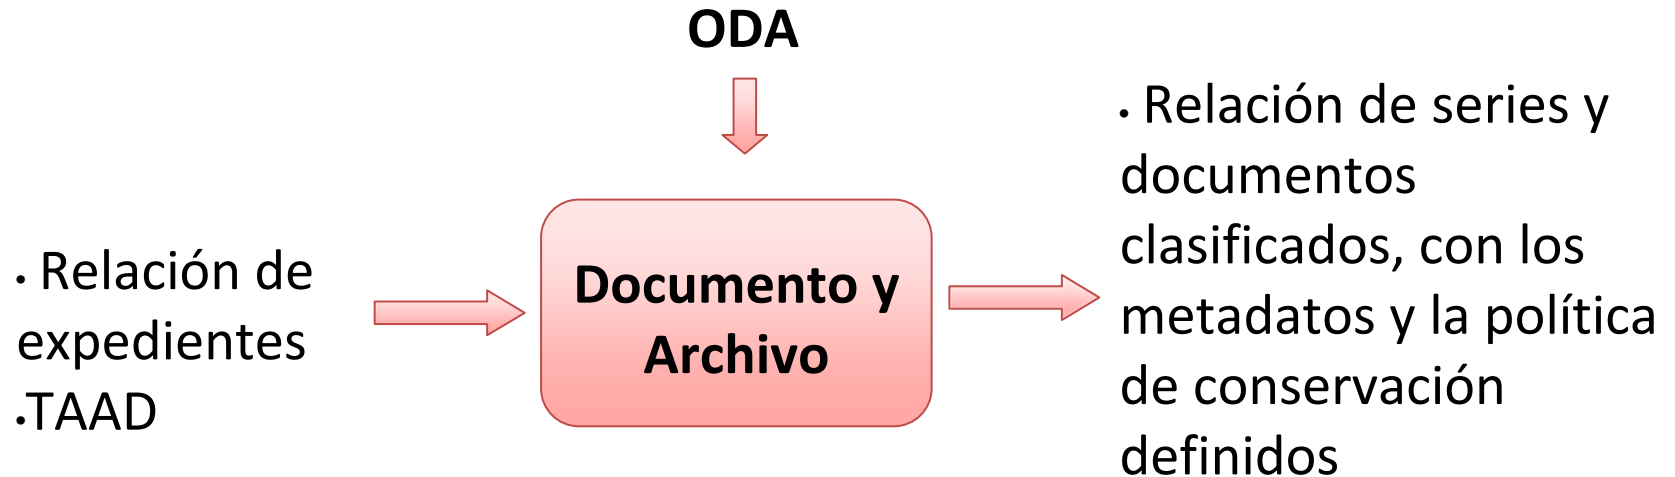 ODA
• Relación de
expedientes
•TAAD
Documento y
Archivo
• Relación de series y
documentos
clasificados, con los
metadatos y la política
de conservación
definidos